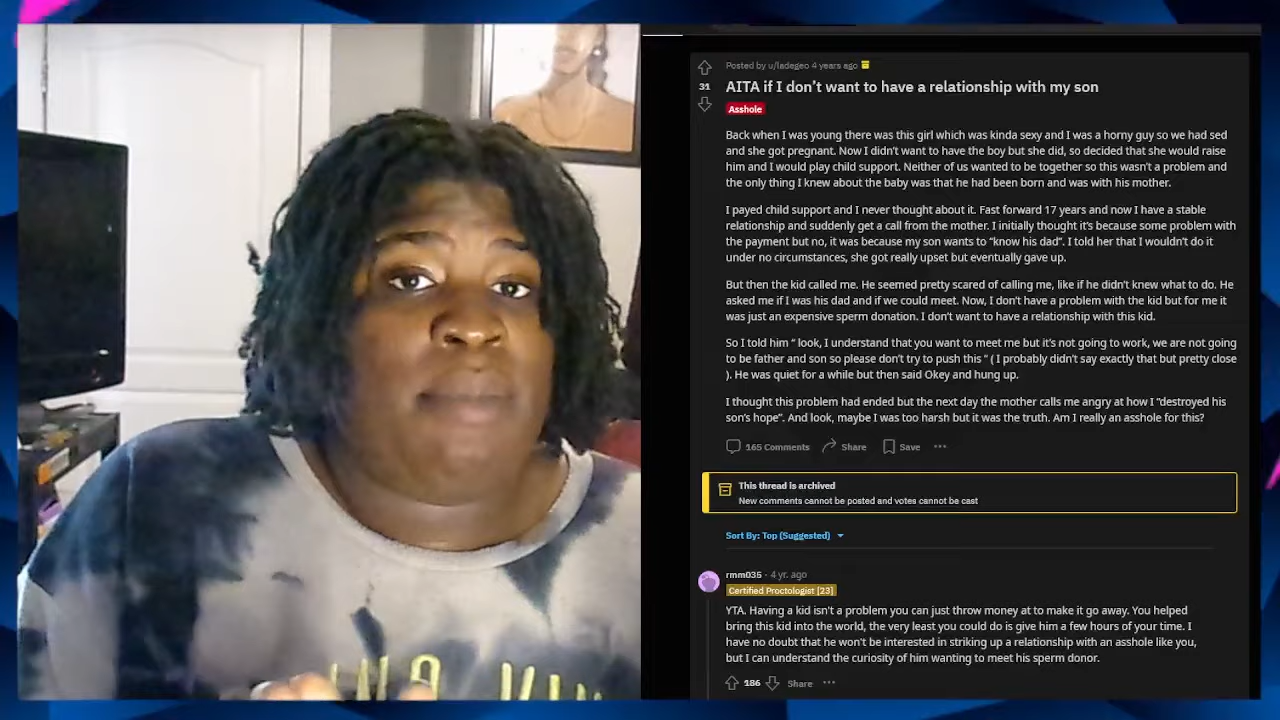 Posted by u/ladegeo 4 years ago
31
AITA if I don't want to have a relationship with my son
Asshole
Back when I was young there was this girl which was kinda sexy and I was a horny guy so we had sed
and she got pregnant. Now I didn't want to have the boy but she did, so decided that she would raise
him and I would play child support. Neither of us wanted to be together so this wasn't a problem and
the only thing I knew about the baby was that he had been born and was with his mother.
I payed child support and I never thought about it. Fast forward 17 years and now I have a stable
relationship and suddenly get a call from the mother. I initially thought it's because some problem with
the payment but no, it was because my son wants to "know his dad". I told her that I wouldn't do it
under no circumstances, she got really upset but eventually gave up.
But then the kid called me. He seemed pretty scared of calling me, like if he didn't knew what to do. He
asked me if I was his dad and if we could meet. Now, I don't have a problem with the kid but for me it
was just an expensive sperm donation. I don't want to have a relationship with this kid.
So I told him " look, I understand that you want to meet me but it's not going to work, we are not going
to be father and son so please don't try to push this " ( I probably didn't say exactly that but pretty close
). He was quiet for a while but then said Okey and hung up.
I thought this problem had ended but the next day the mother calls me angry at how I "destroyed his
son's hope". And look, maybe I was too harsh but it was the truth. Am I really an asshole for this?
165 Comments Share Save
This thread is archived
New comments cannot be posted and votes cannot be cast
Sort By: Top (Suggested)
rmm035 · 4 yr. ago
Certified Proctologist [23]
YTA. Having a kid isn't a problem you can just throw money at to make it go away. You helped
bring this kid into the world, the very least you could do is give him a few hours of your time. I
have no doubt that he won't be interested in striking up a relationship with an asshole like you,
but I can understand the curiosity of him wanting to meet his sperm donor.
186 Share